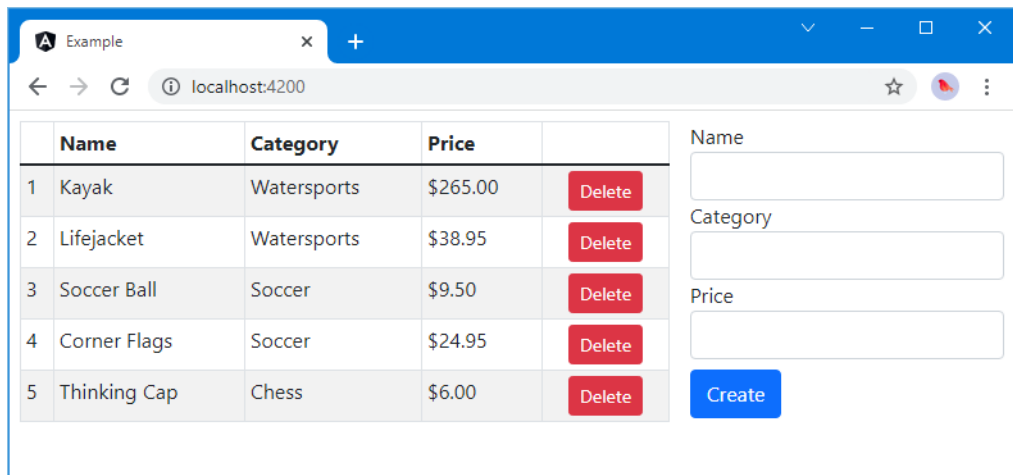 Example
localhost:4200
Name Category Price
1 Kayak Watersports $265.00 Delete
2 Lifejacket Watersports $38.95 Delete
3 Soccer Ball Soccer $9.50 Delete
4 Corner Flags Soccer $24.95 Delete
5 Thinking Cap Chess $6.00 Delete
Name
Category
Price
Create